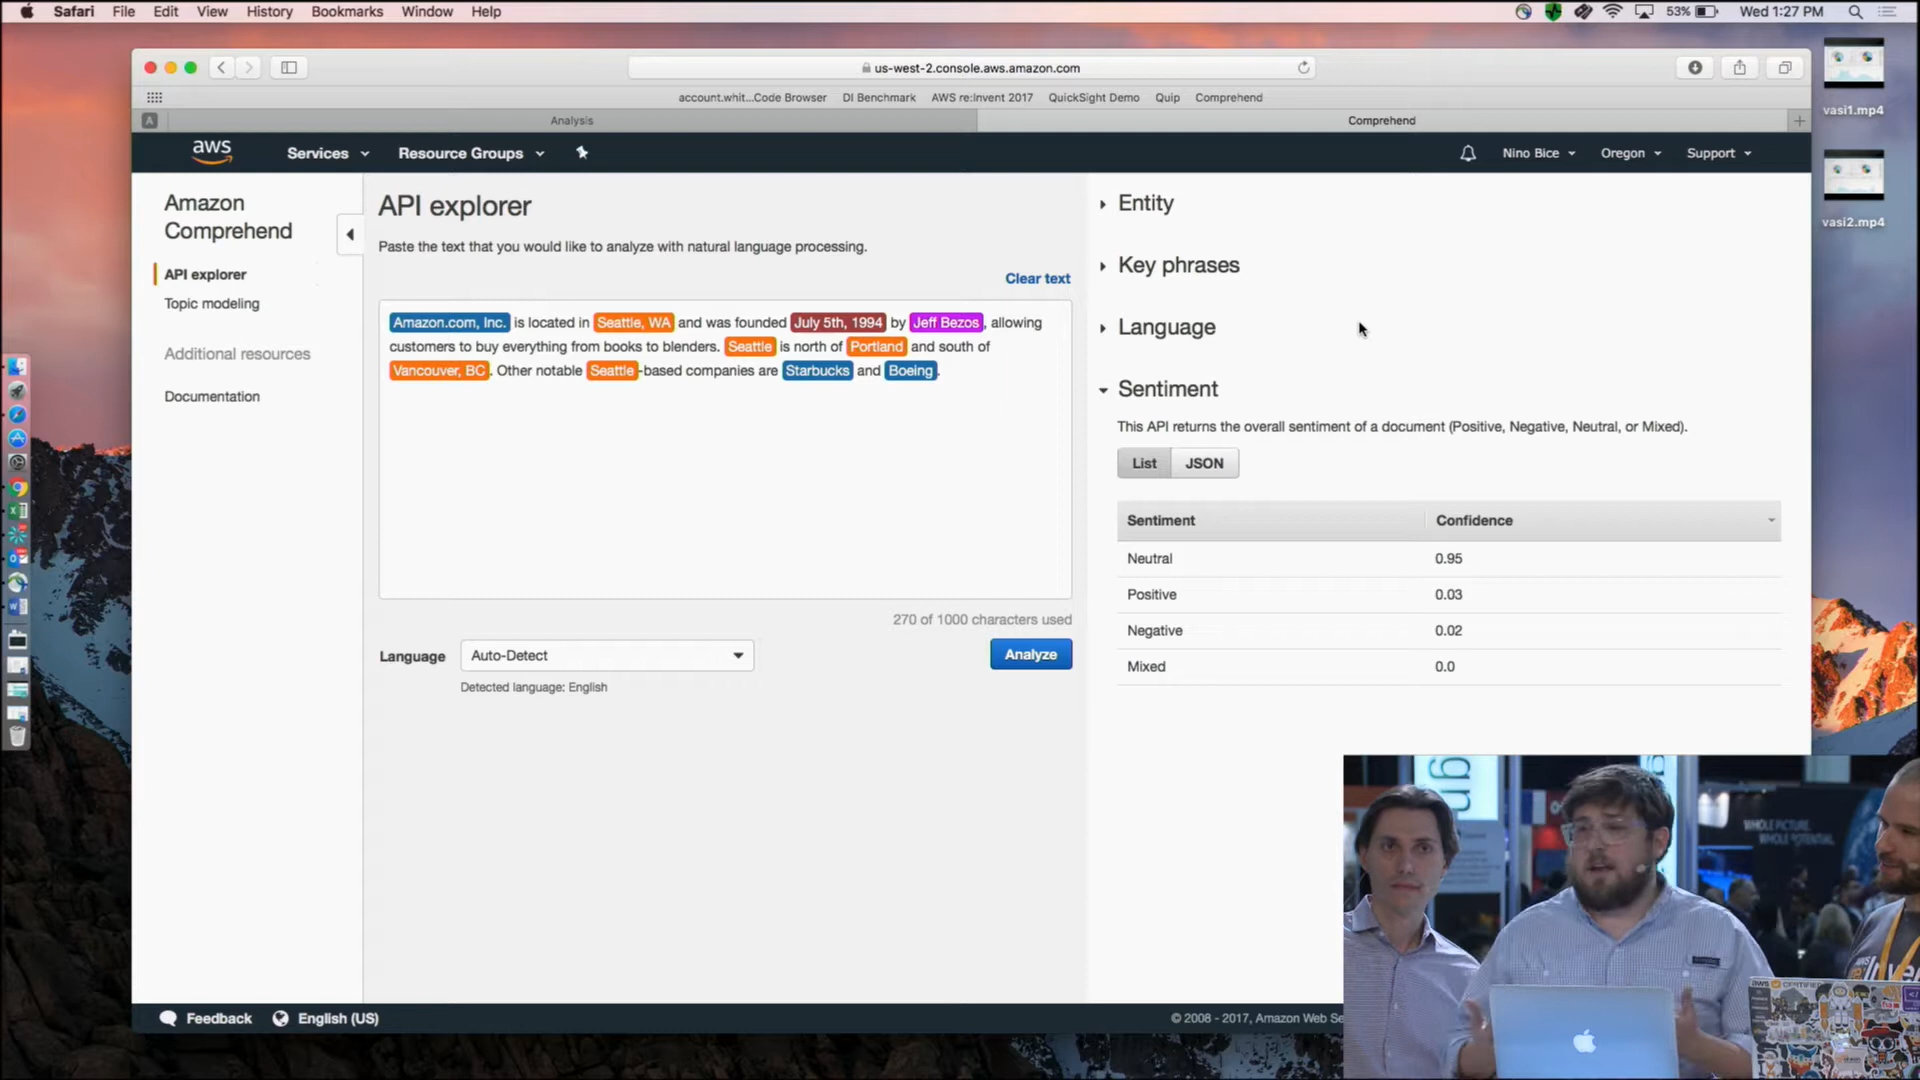 Safari File Edit View History Bookmarks Window Help
53% Wed 1:27 PM
us-west-2.console.aws.amazon.com
account.whit...Code Browser DI Benchmark AWS re:Invent 2017 QuickSight Demo Quip Comprehend
A Analysis Comprehend
vasi1.mp4
vasi2.mp4
aws Services Resource Groups Nino Bice Oregon Support
Amazon
Comprehend
API explorer
Topic modeling
Additional resources
Documentation
API explorer
Paste the text that you would like to analyze with natural language processing.
Clear text
Amazon.com, Inc. is located in Seattle, WA and was founded July 5th, 1994 by Jeff Bezos, allowing
customers to buy everything from books to blenders. Seattle is north of Portland and south of
Vancouver, BC. Other notable Seattle-based companies are Starbucks and Boeing.
270 of 1000 characters used
Language Auto-Detect Analyze
Detected language: English
Entity
Key phrases
Language
Sentiment
This API returns the overall sentiment of a document (Positive, Negative, Neutral, or Mixed).
List JSON
Sentiment Confidence
Neutral 0.95
Positive 0.03
Negative 0.02
Mixed 0.0
Feedback English (US)
© 2008 - 2017, Amazon Web Se
WHOLE PICTURE.
WHOLE POTENTIAL.
aws CERTIFIED